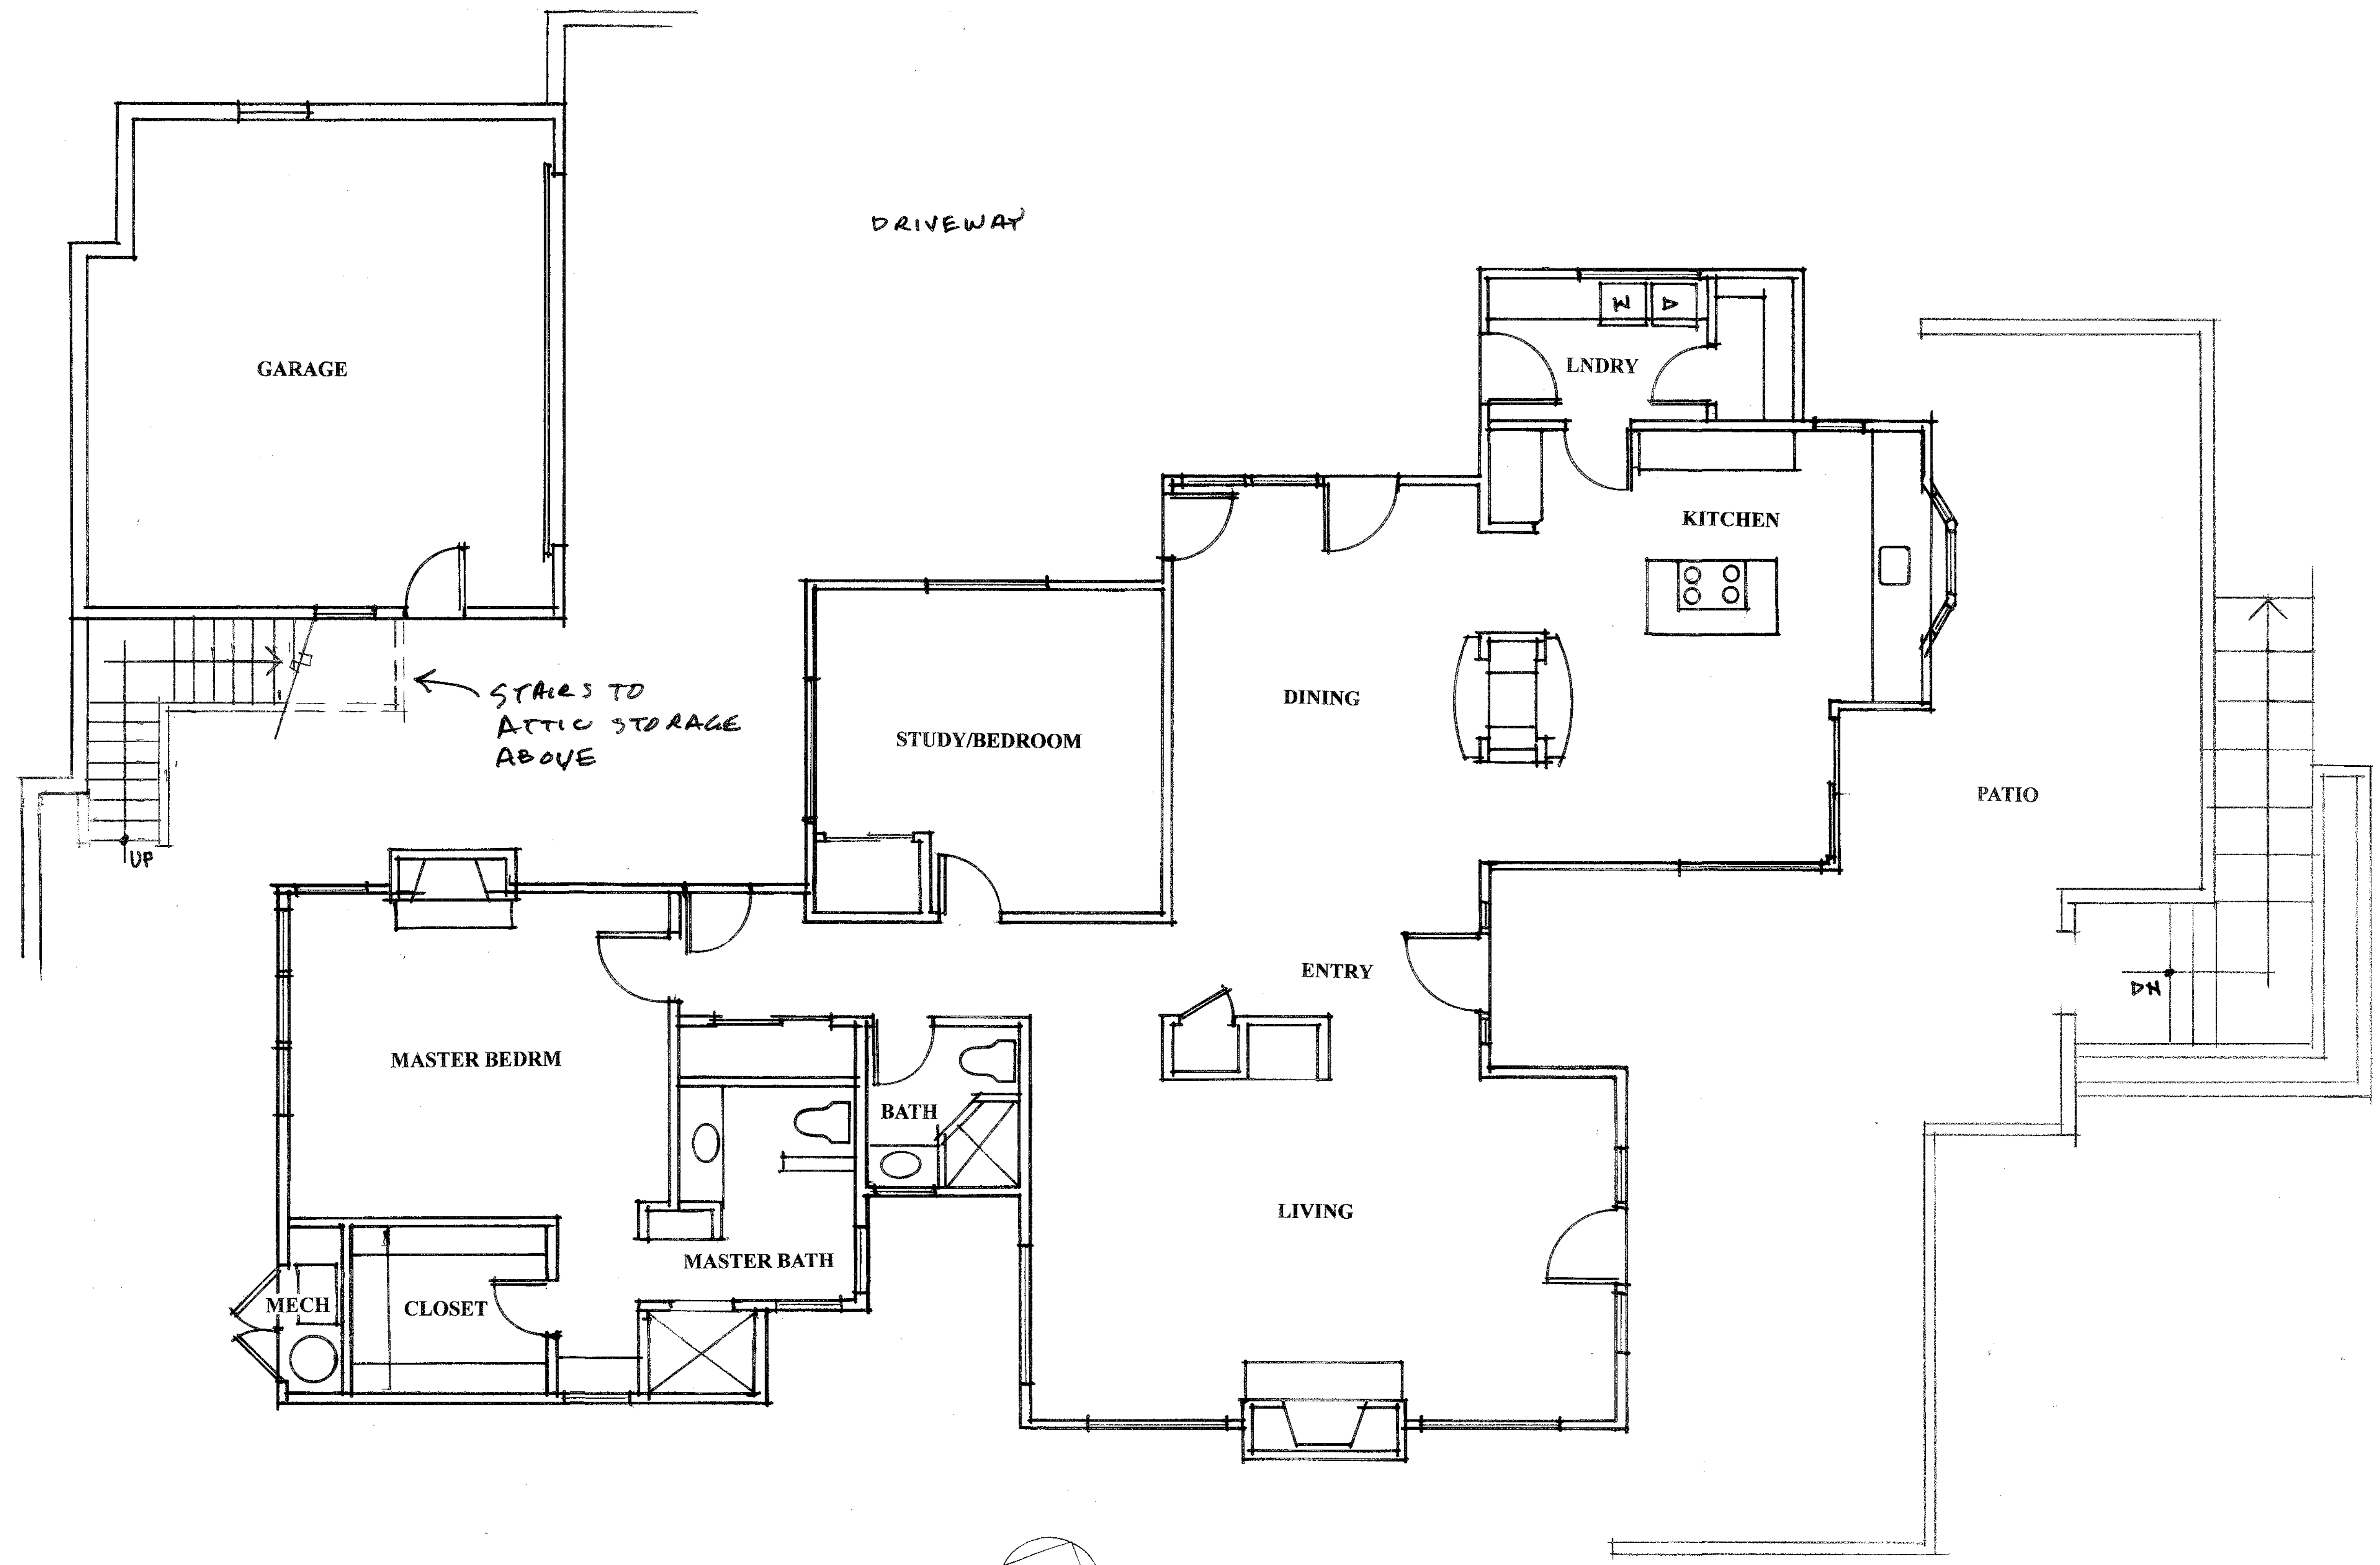 DRIVEWAY
W
D
GARAGE
LNDRY
KITCHEN
STAIRS TO
ATTIC STORAGE
ABOVE
DINING
STUDY/BEDROOM
PATIO
UP
ENTRY
DN
MASTER BEDRM
BATH
LIVING
MASTER BATH
MECH
CLOSET